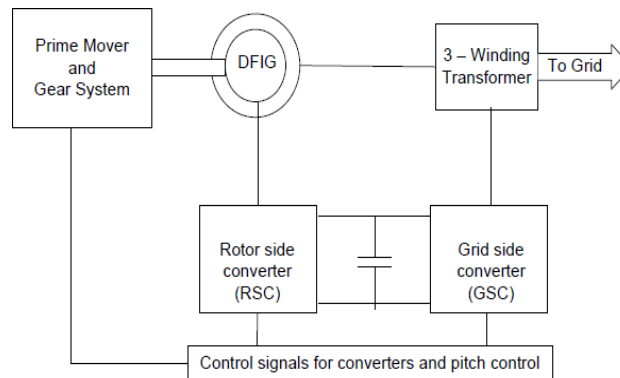 Prime Mover
and
Gear System
DFIG
3 – Winding
Transformer
To Grid
Rotor side
converter
(RSC)
Grid side
converter
(GSC)
Control signals for converters and pitch control